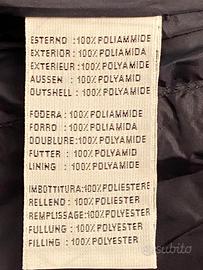 ESTERNO :100% POLIAMMIDE
EXTERIOR :100% POLIAMIDA
EXTERIEUR :100% POLYAMIDE
AUSSEN :100% POLYAMID
OUTSHELL :100% POLYAMIDE
FODERA :100% POLIAMMIDE
FORRO :100% POLIAMIDA
DOUBLURE :100% POLYAMIDE
FUTTER :100% POLYAMID
LINING :100% POLYAMIDE
IMBOTTITURA:100% POLIESTERE
RELLENO :100% POLIESTER
REMPLISSAGE:100% POLYESTER
FULLUNG :100% POLYESTER
FILLING :100% POLYESTER
subito